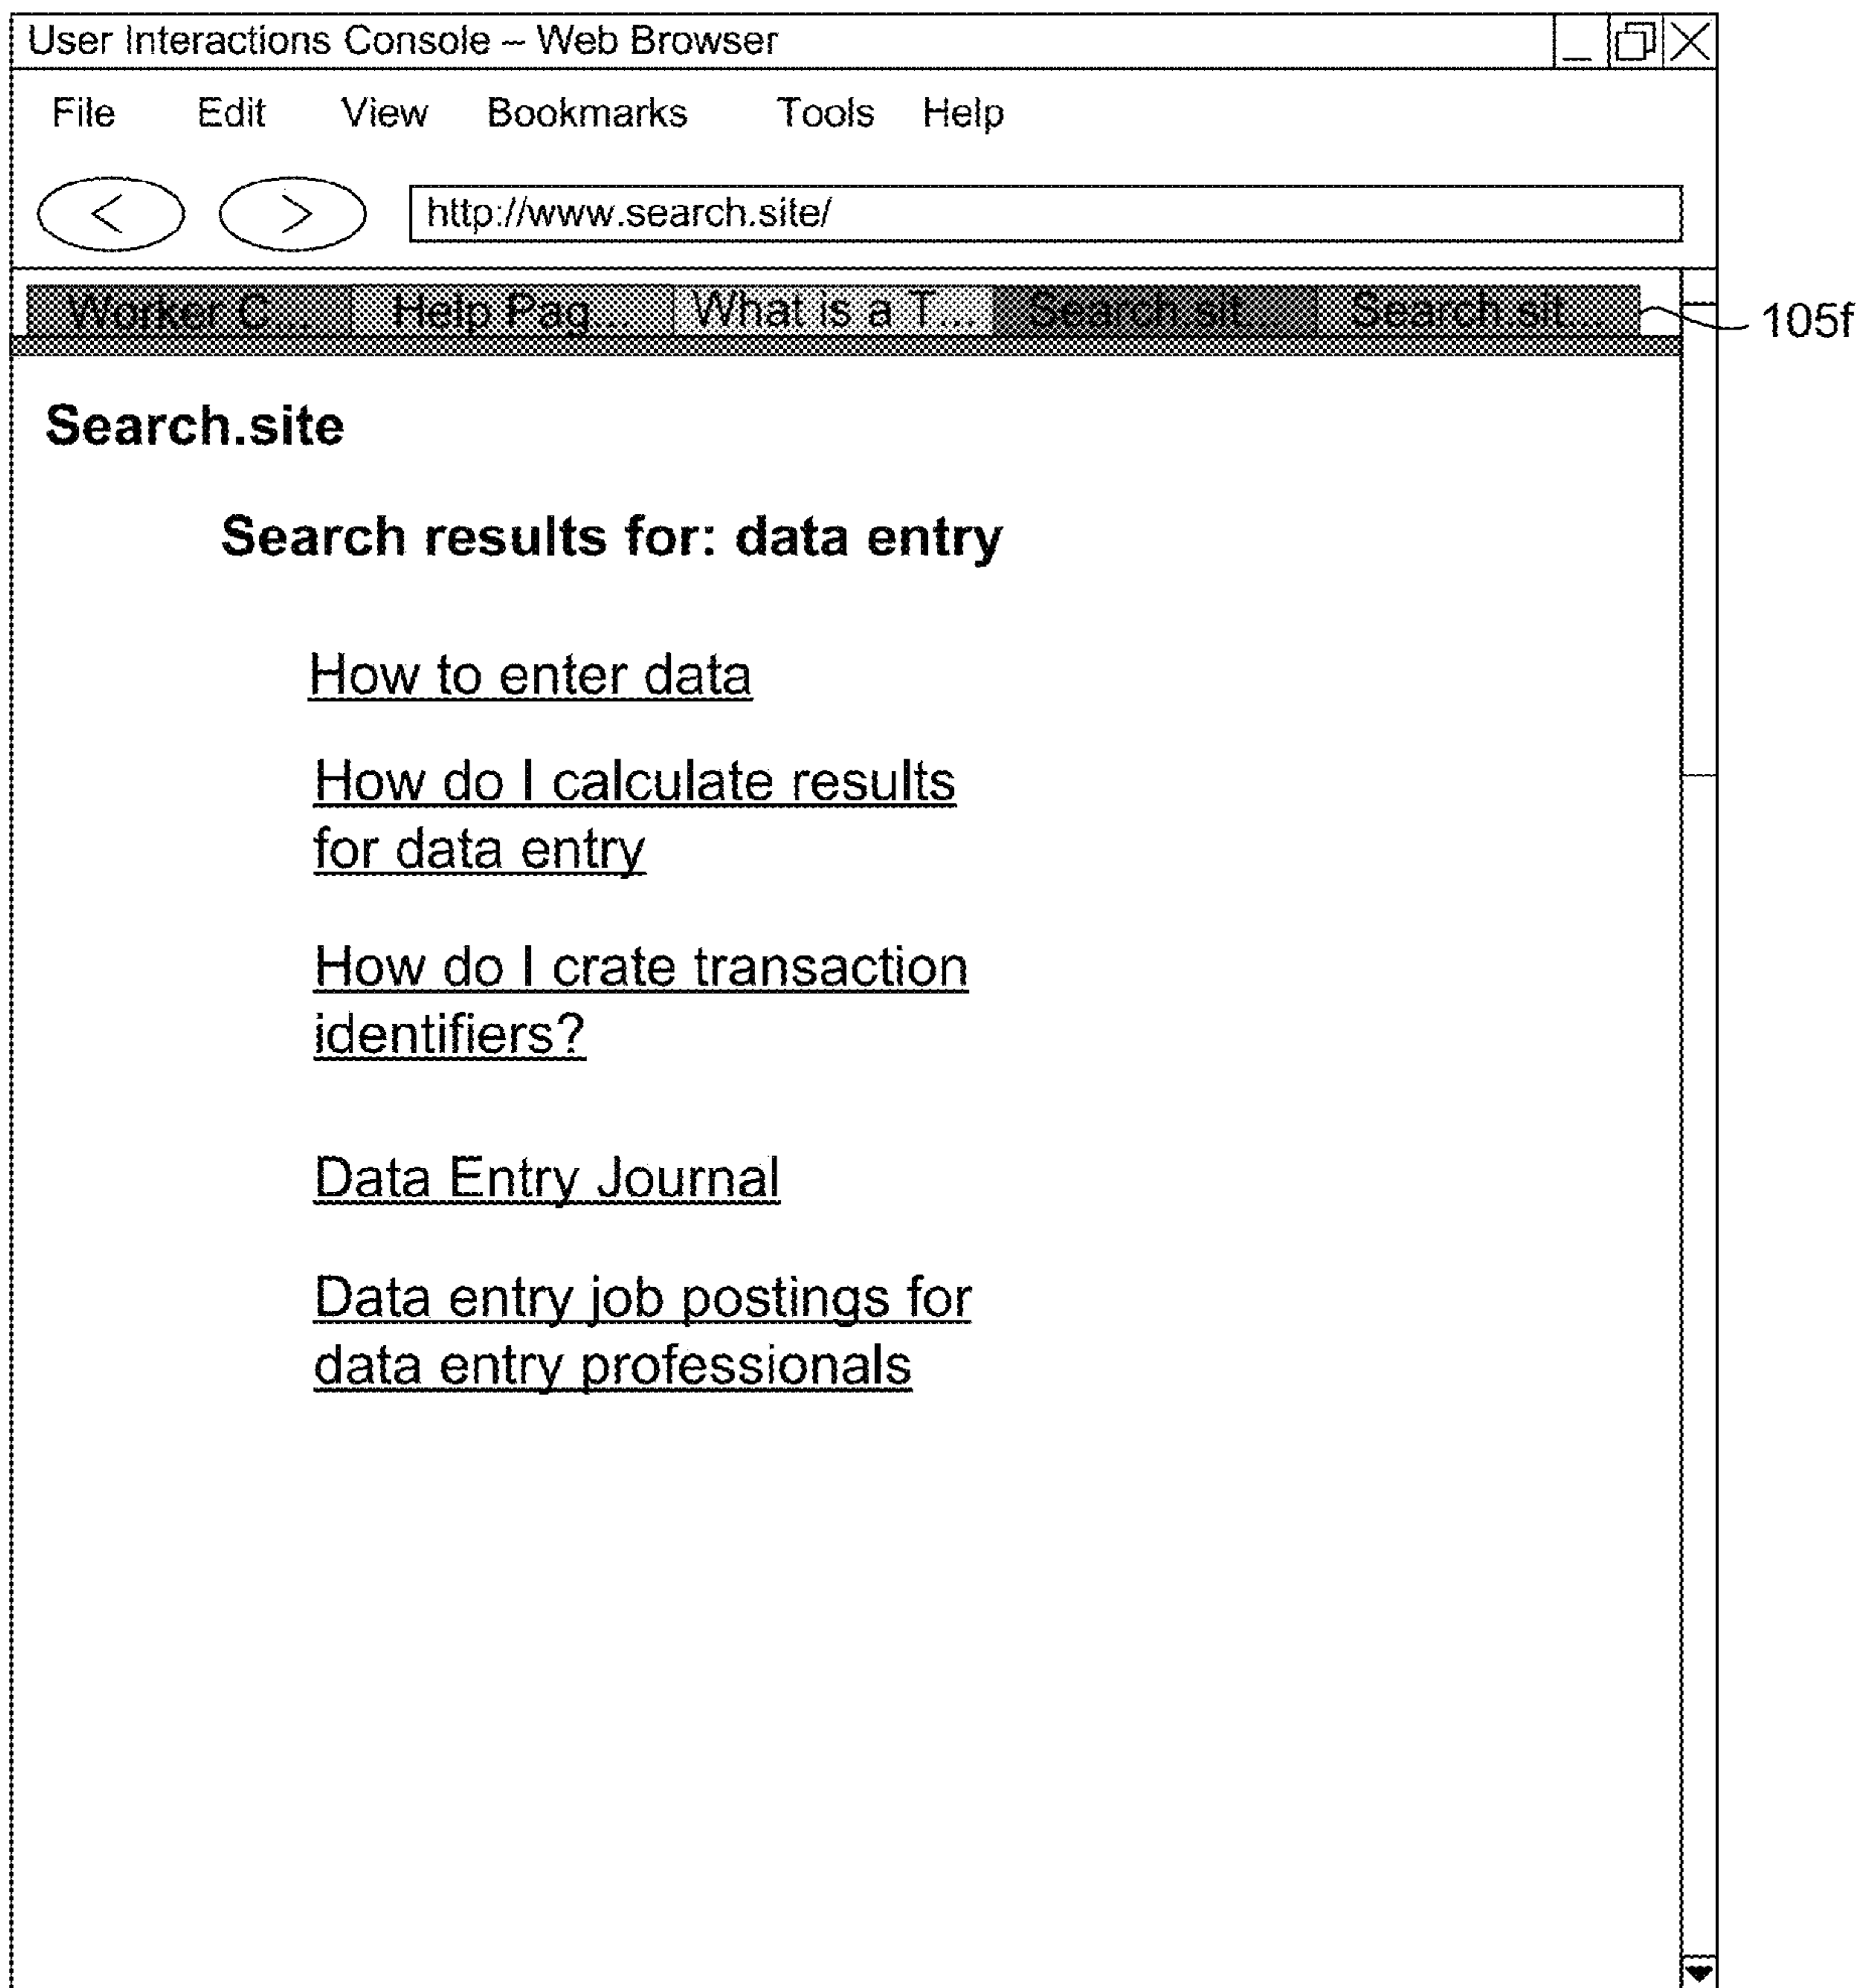 User Interactions Console – Web Browser
File Edit View Bookmarks Tools Help
< > http://www.search.site/
Worker C... Help Pag... What is a T... Search.sit... Search.sit...
105f
Search.site
Search results for: data entry
How to enter data
How do I calculate results
for data entry
How do I crate transaction
identifiers?
Data Entry Journal
Data entry job postings for
data entry professionals